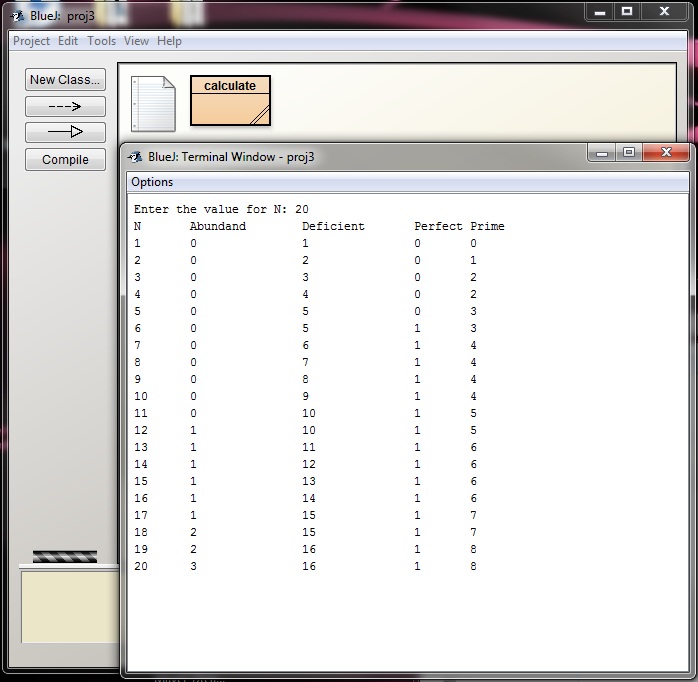 BlueJ: proj3
Project Edit Tools View Help
New Class...
calculate
Compile
BlueJ: Terminal Window - proj3
Options
Enter the value for N: 20
N Abundand Deficient Perfect Prime
1 0 1 0 0
2 0 2 0 1
3 0 3 0 2
4 0 4 0 2
5 0 5 0 3
6 0 5 1 3
7 0 6 1 4
8 0 7 1 4
9 0 8 1 4
10 0 9 1 4
11 0 10 1 5
12 1 10 1 5
13 1 11 1 6
14 1 12 1 6
15 1 13 1 6
16 1 14 1 6
17 1 15 1 7
18 2 15 1 7
19 2 16 1 8
20 3 16 1 8